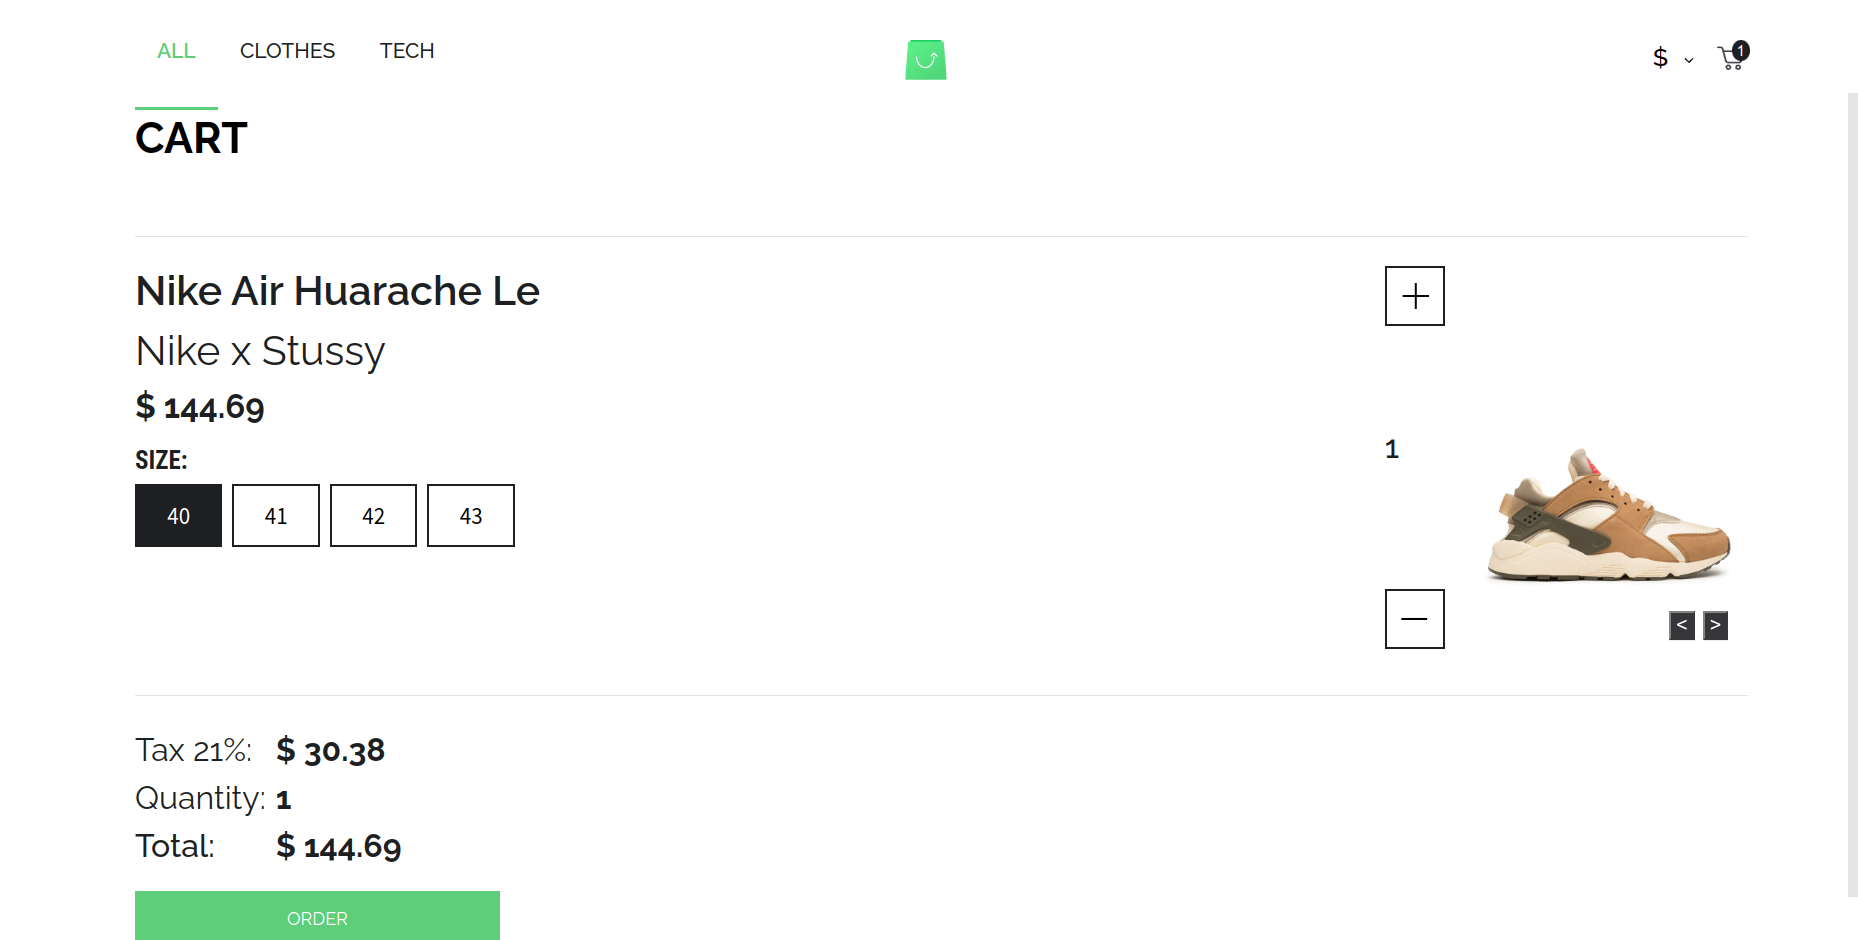 ALL CLOTHES TECH $ 1
CART
Nike Air Huarache Le
Nike x Stussy
$ 144.69
SIZE:
40 41 42 43
1
< >
Tax 21%: $ 30.38
Quantity: 1
Total: $ 144.69
ORDER